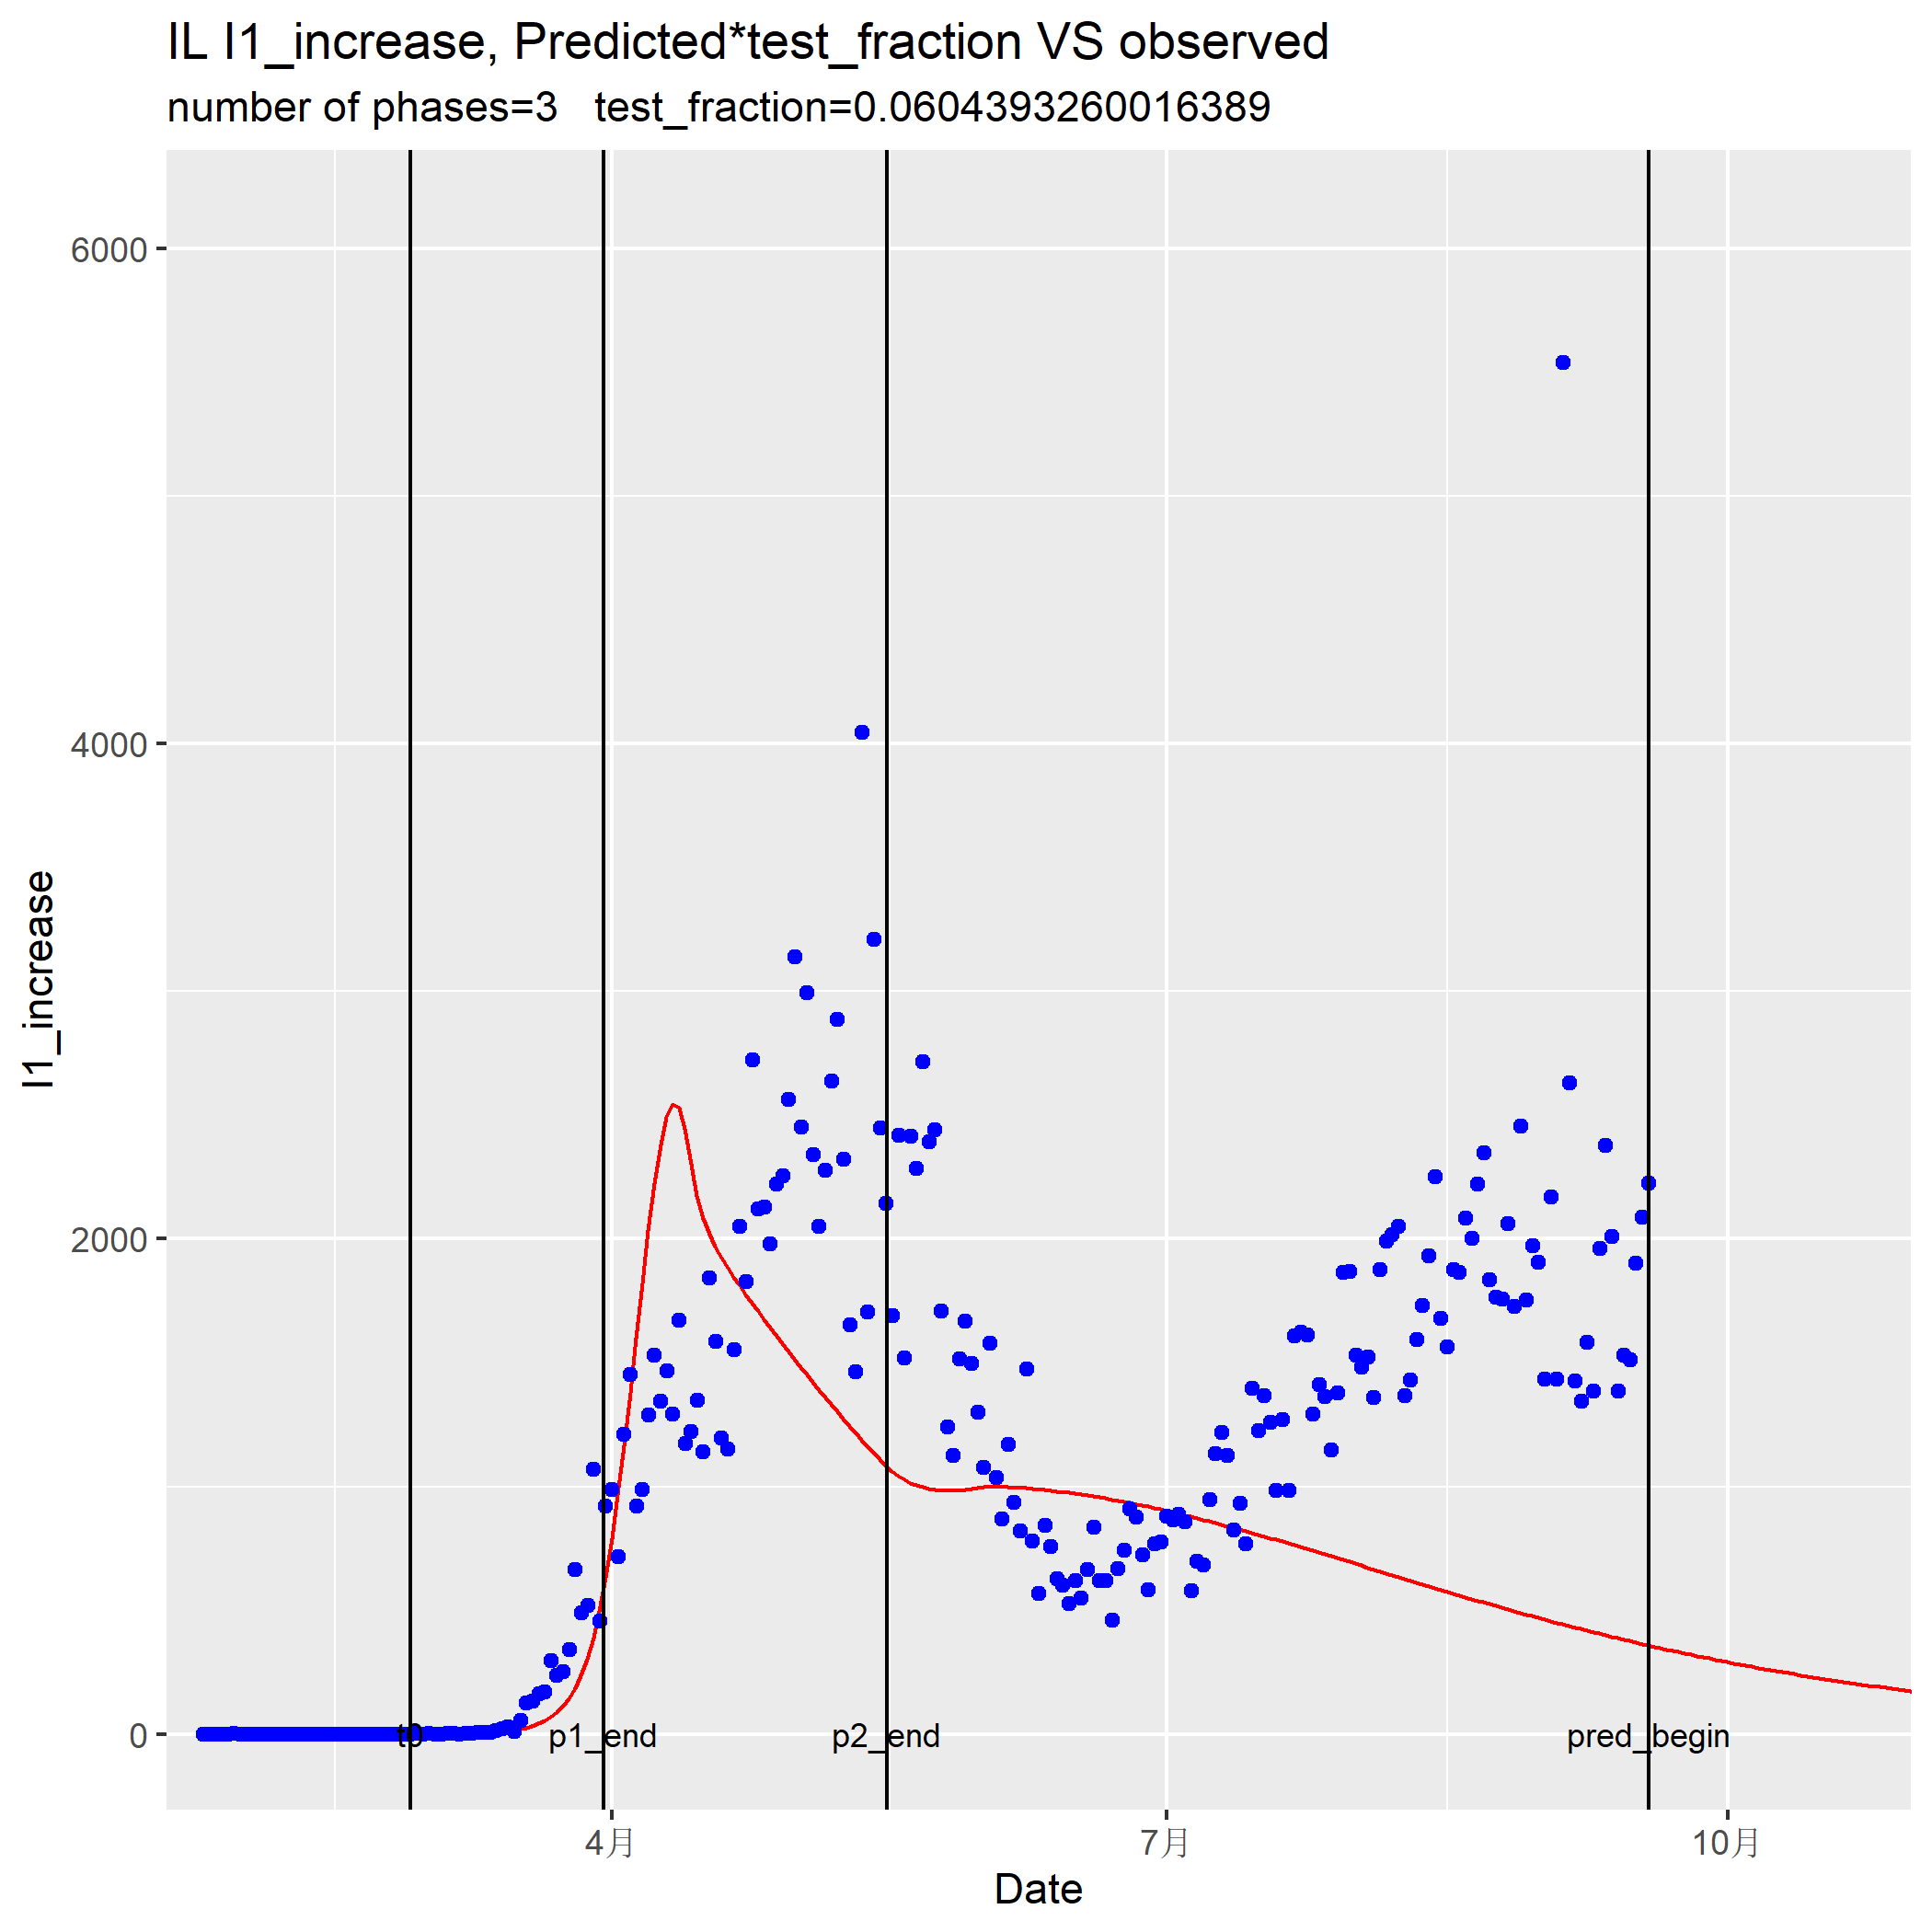 IL I1_increase, Predicted*test_fraction VS observed
number of phases=3   test_fraction=0.0604393260016389
6000
4000
2000
0
I1_increase
t0
p1_end
p2_end
pred_begin
4月
7月
10月
Date